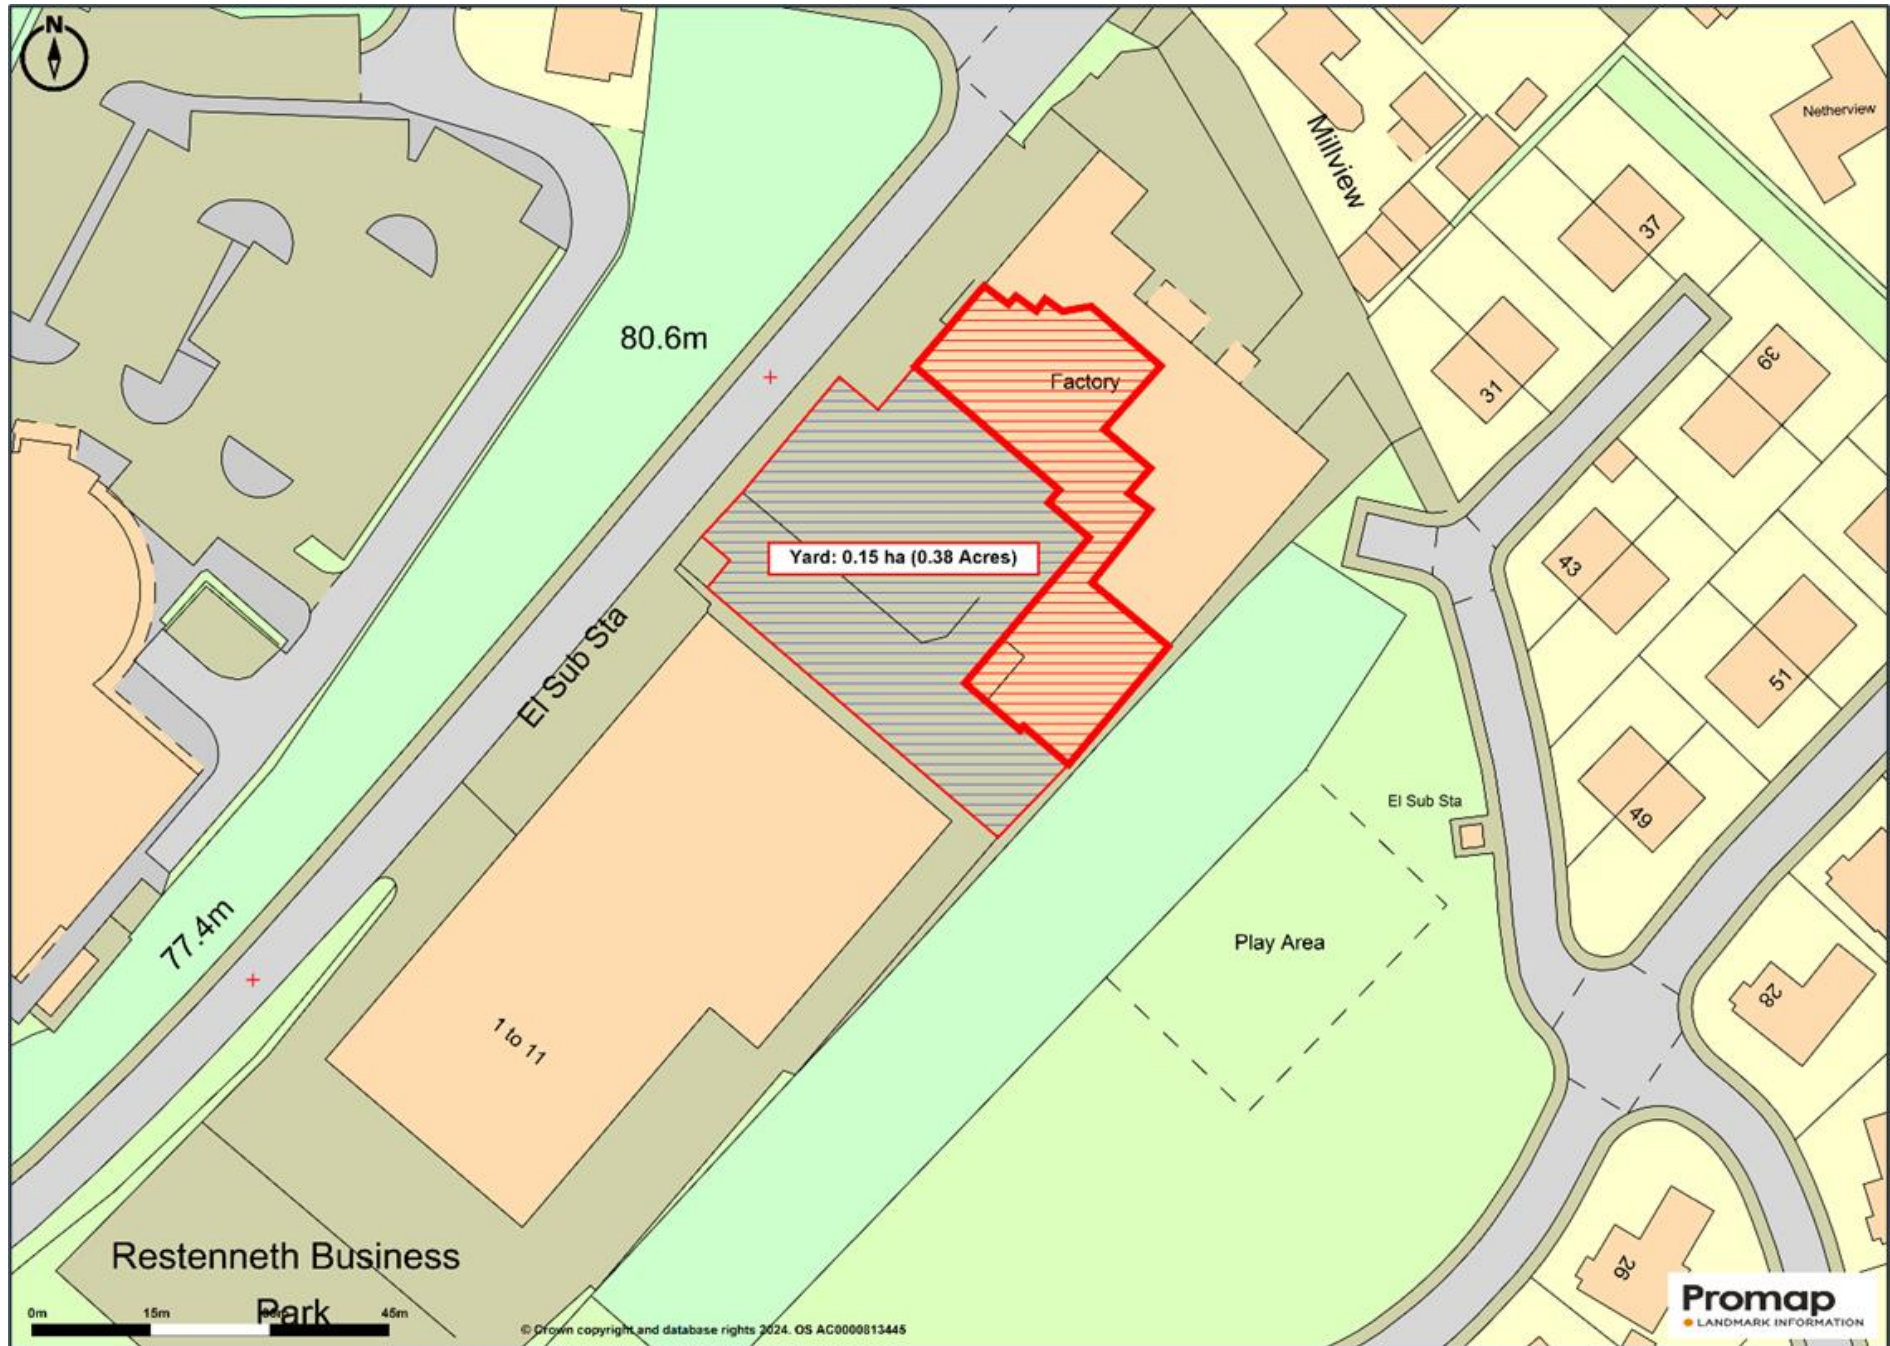 N
Netherview
Millview
37
80.6m
39
Factory
31
Yard: 0.15 ha (0.38 Acres)
43
El Sub Sta
51
El Sub Sta
49
77.4m
Play Area
28
1 to 11
Restenneth Business
Park
26
0m 15m 45m
© Crown copyright and database rights 2024. OS AC0000813445
Promap
LANDMARK INFORMATION